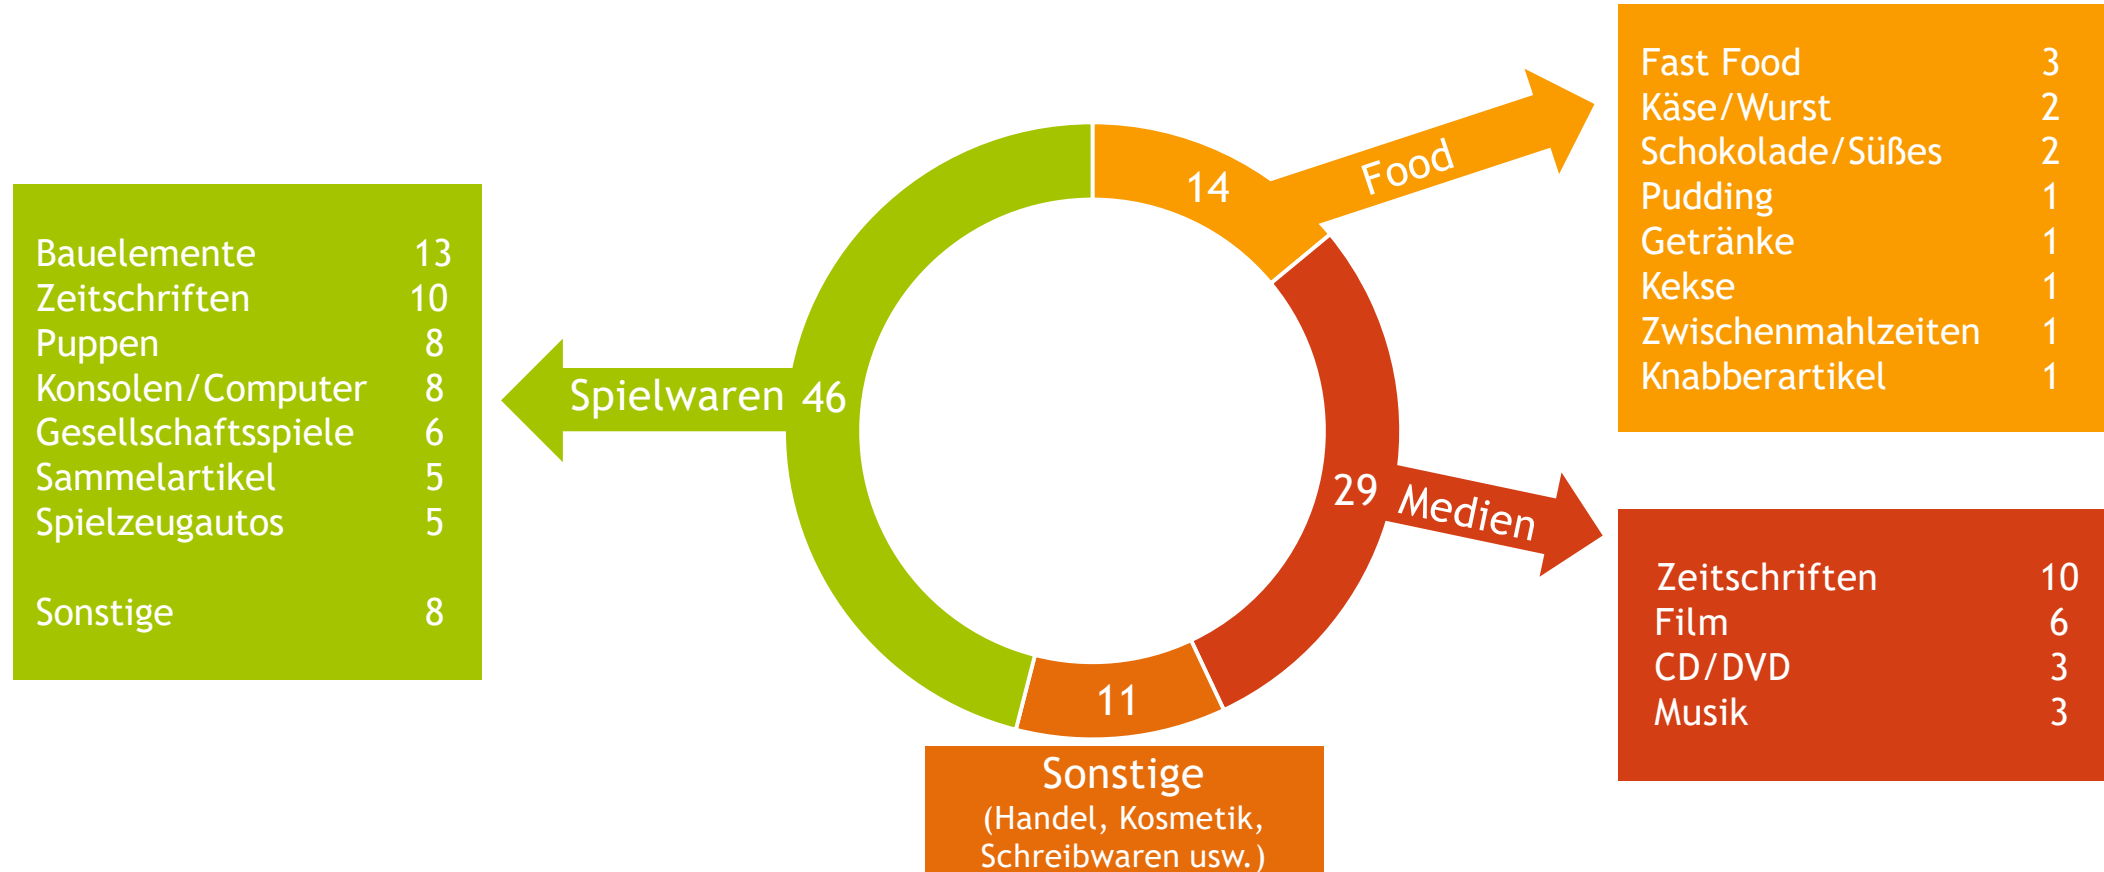 Bauelemente 13
Zeitschriften 10
Puppen 8
Konsolen/Computer 8
Gesellschaftsspiele 6
Sammelartikel 5
Spielzeugautos 5
Sonstige 8
Spielwaren 46
14 Food
29 Medien
11
Sonstige
(Handel, Kosmetik,
Schreibwaren usw.)
Fast Food 3
Käse/Wurst 2
Schokolade/Süßes 2
Pudding 1
Getränke 1
Kekse 1
Zwischenmahlzeiten 1
Knabberartikel 1
Zeitschriften 10
Film 6
CD/DVD 3
Musik 3